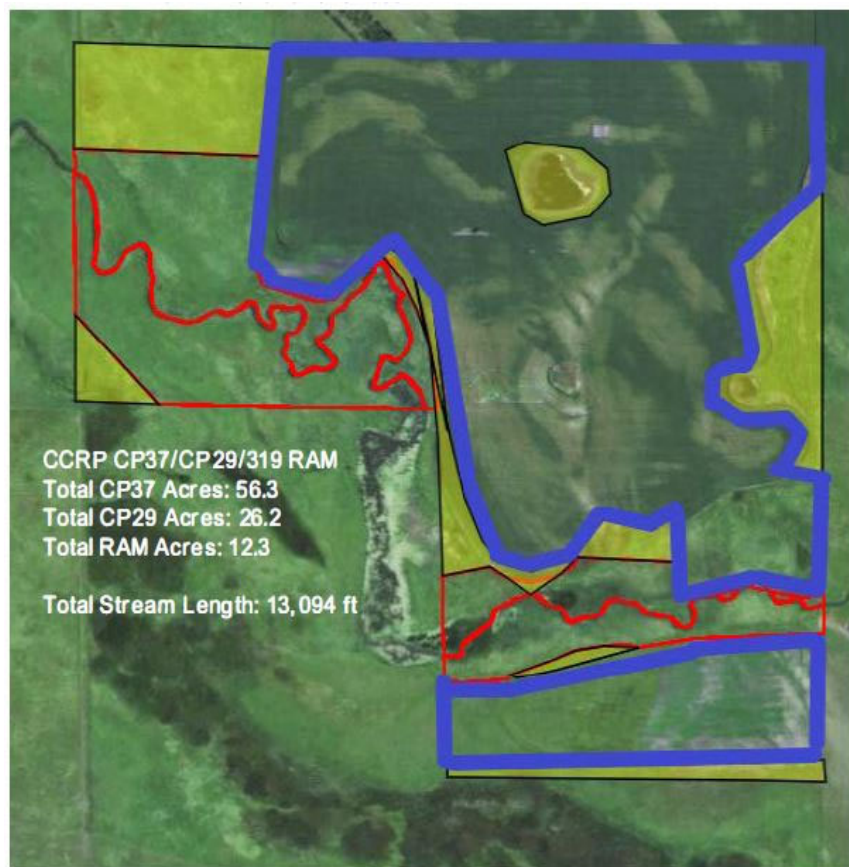 CCRP CP37/CP29/319 RAM
Total CP37 Acres: 56.3
Total CP29 Acres: 26.2
Total RAM Acres: 12.3
Total Stream Length: 13,094 ft